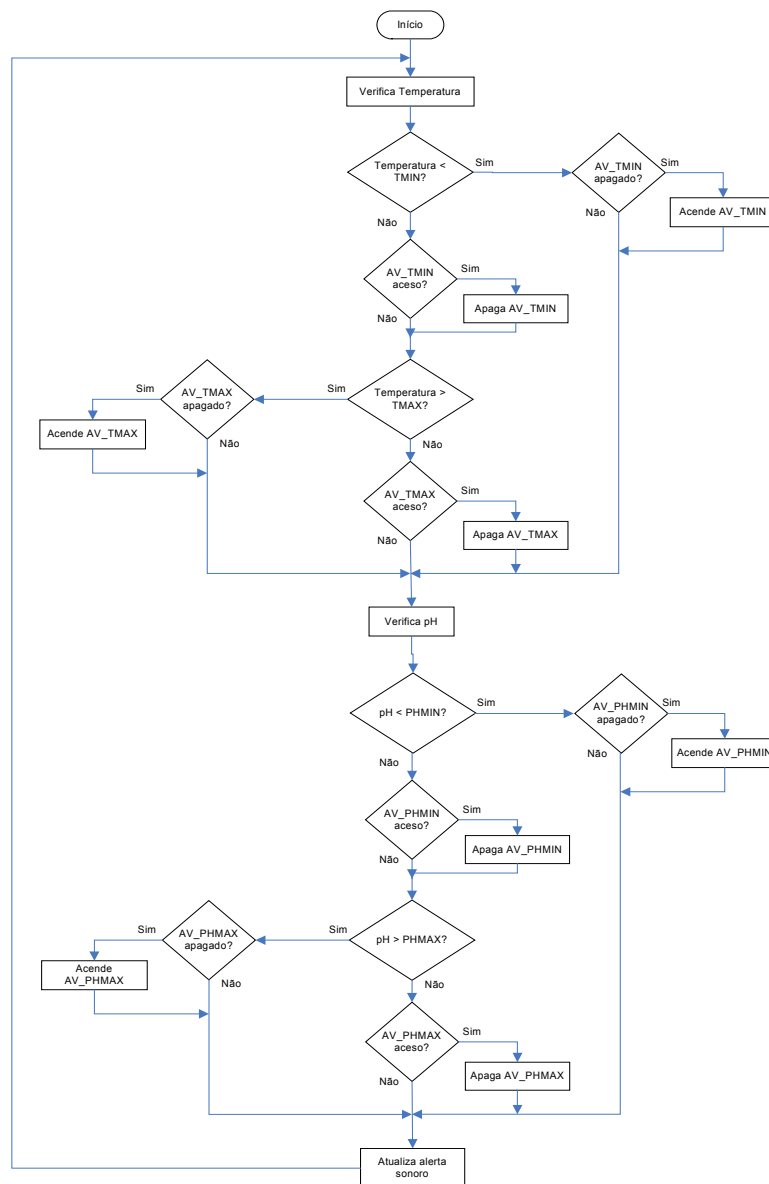 Início
Verifica Temperatura
Temperatura <
TMIN?
Sim
AV_TMIN
apagado?
Sim
Acende AV_TMIN
Não
Não
AV_TMIN
aceso?
Sim
Apaga AV_TMIN
Não
Temperatura >
TMAX?
Sim
AV_TMAX
apagado?
Sim
Acende AV_TMAX
Não
Não
AV_TMAX
aceso?
Sim
Apaga AV_TMAX
Não
Verifica pH
pH < PHMIN?
Sim
AV_PHMIN
apagado?
Sim
Acende AV_PHMIN
Não
Não
AV_PHMIN
aceso?
Sim
Apaga AV_PHMIN
Não
pH > PHMAX?
Sim
AV_PHMAX
apagado?
Sim
Acende
AV_PHMAX
Não
Não
AV_PHMAX
aceso?
Sim
Apaga AV_PHMAX
Não
Atualiza alerta
sonoro